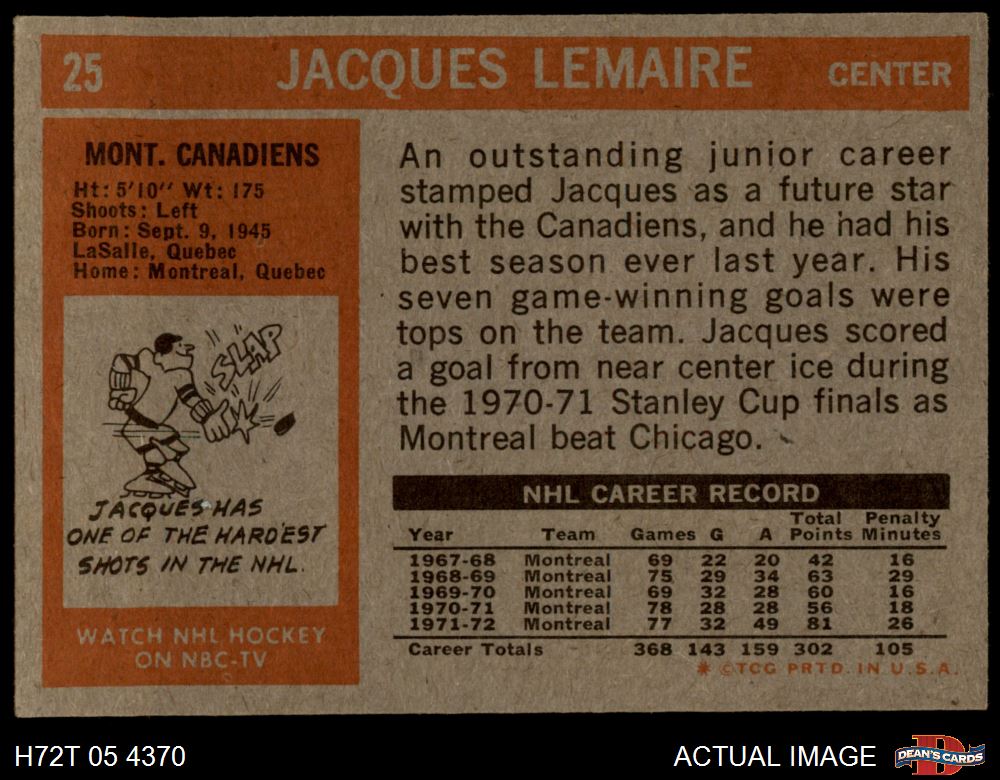 25 JACQUES LEMAIRE CENTER
MONT. CANADIENS
Ht: 5'10'' Wt: 175
Shoots: Left
Born: Sept. 9, 1945
LaSalle, Quebec
Home: Montreal, Quebec
SLAP
JACQUES HAS
ONE OF THE HARDEST
SHOTS IN THE NHL.
WATCH NHL HOCKEY
ON NBC-TV
An outstanding junior career
stamped Jacques as a future star
with the Canadiens, and he had his
best season ever last year. His
seven game-winning goals were
tops on the team. Jacques scored
a goal from near center ice during
the 1970-71 Stanley Cup finals as
Montreal beat Chicago.
NHL CAREER RECORD
Year Team Games G A Total Points Penalty Minutes
1967-68 Montreal 69 22 20 42 16
1968-69 Montreal 75 29 34 63 29
1969-70 Montreal 69 32 28 60 16
1970-71 Montreal 78 28 28 56 18
1971-72 Montreal 77 32 49 81 26
Career Totals 368 143 159 302 105
* ©TCG PRTD. IN U.S.A.
H72T 05 4370 ACTUAL IMAGE DEAN'S CARDS